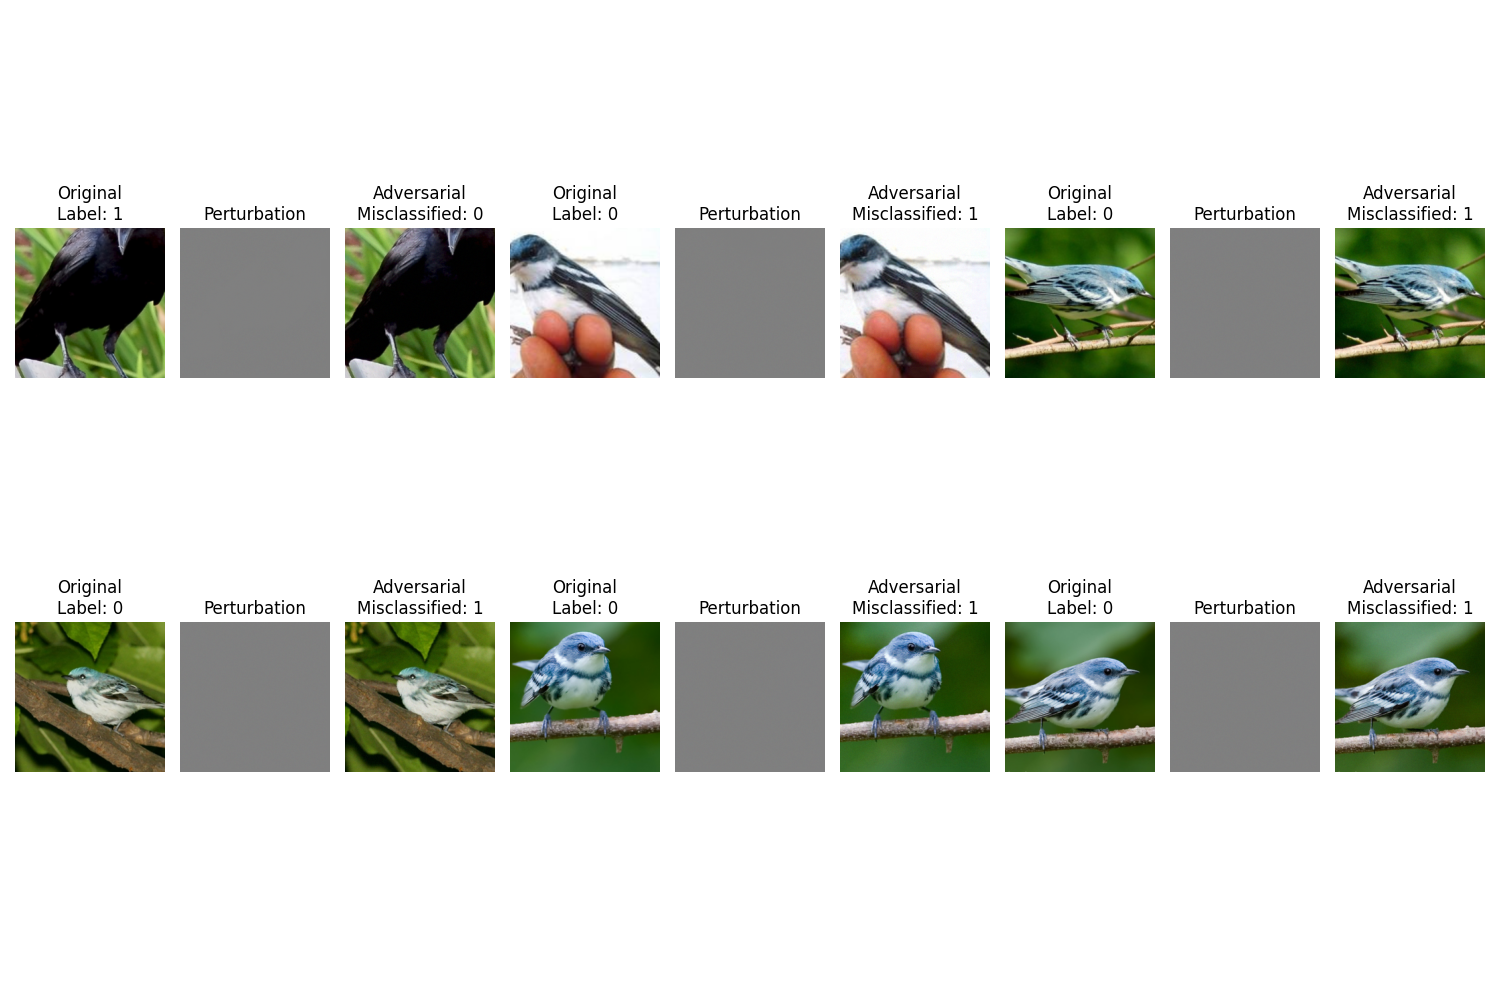 Original
Label: 1
Perturbation
Adversarial
Misclassified: 0
Original
Label: 0
Perturbation
Adversarial
Misclassified: 1
Original
Label: 0
Perturbation
Adversarial
Misclassified: 1
Original
Label: 0
Perturbation
Adversarial
Misclassified: 1
Original
Label: 0
Perturbation
Adversarial
Misclassified: 1
Original
Label: 0
Perturbation
Adversarial
Misclassified: 1